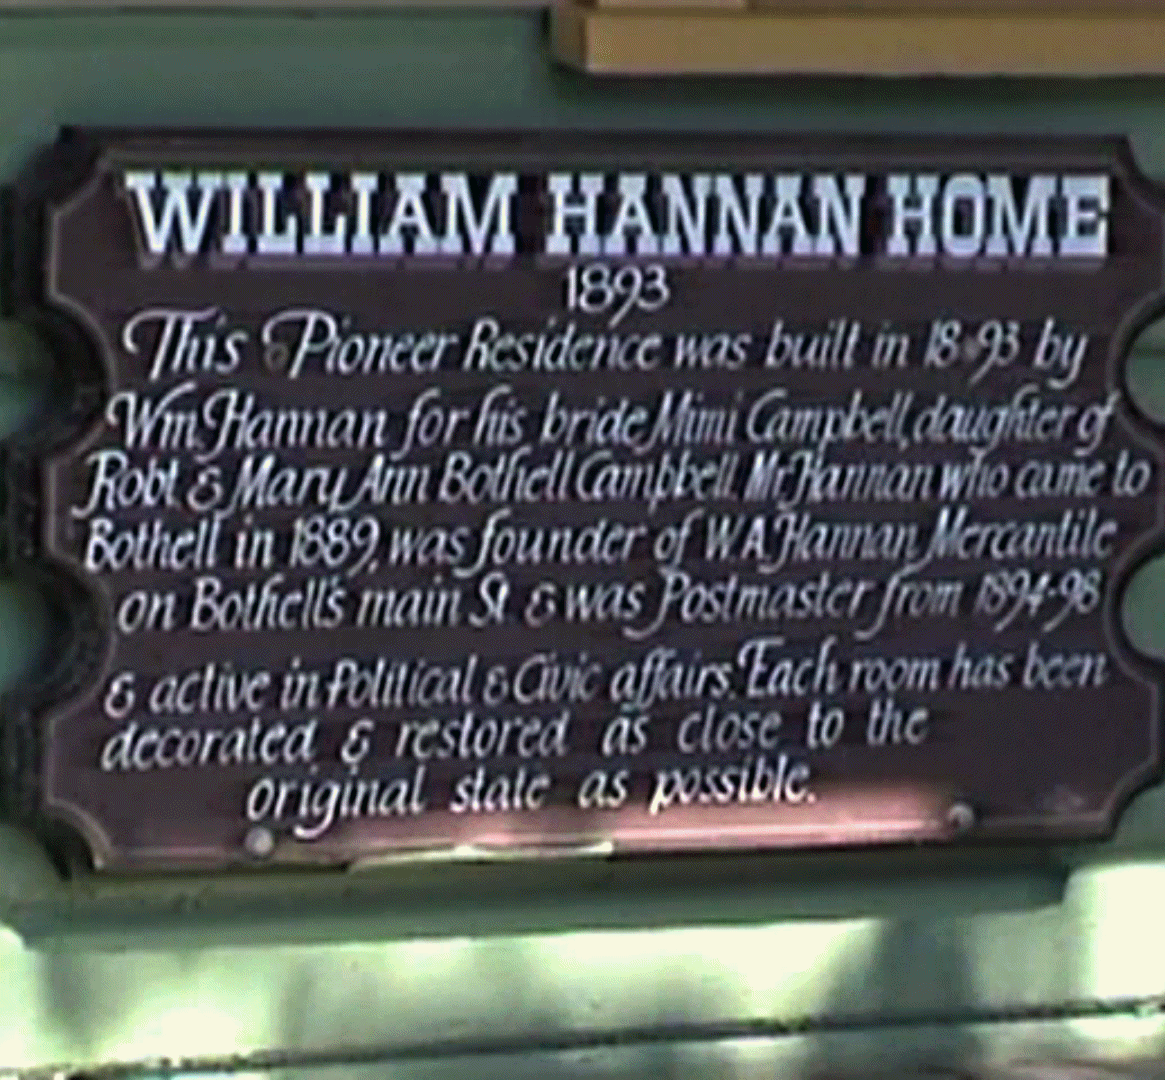 WILLIAM HANNAN HOME
1893
This Pioneer Residence was built in 1893 by
Wm Hannan for his bride Mimi Campbell, daughter of
Robt & Mary Ann Bothell Campbell. Mr Hannan who came to
Bothell in 1889, was founder of W A Hannan Mercantile
on Bothell's main St & was Postmaster from 1894-98
& active in Political & Civic affairs. Each room has been
decorated & restored as close to the
original state as possible.